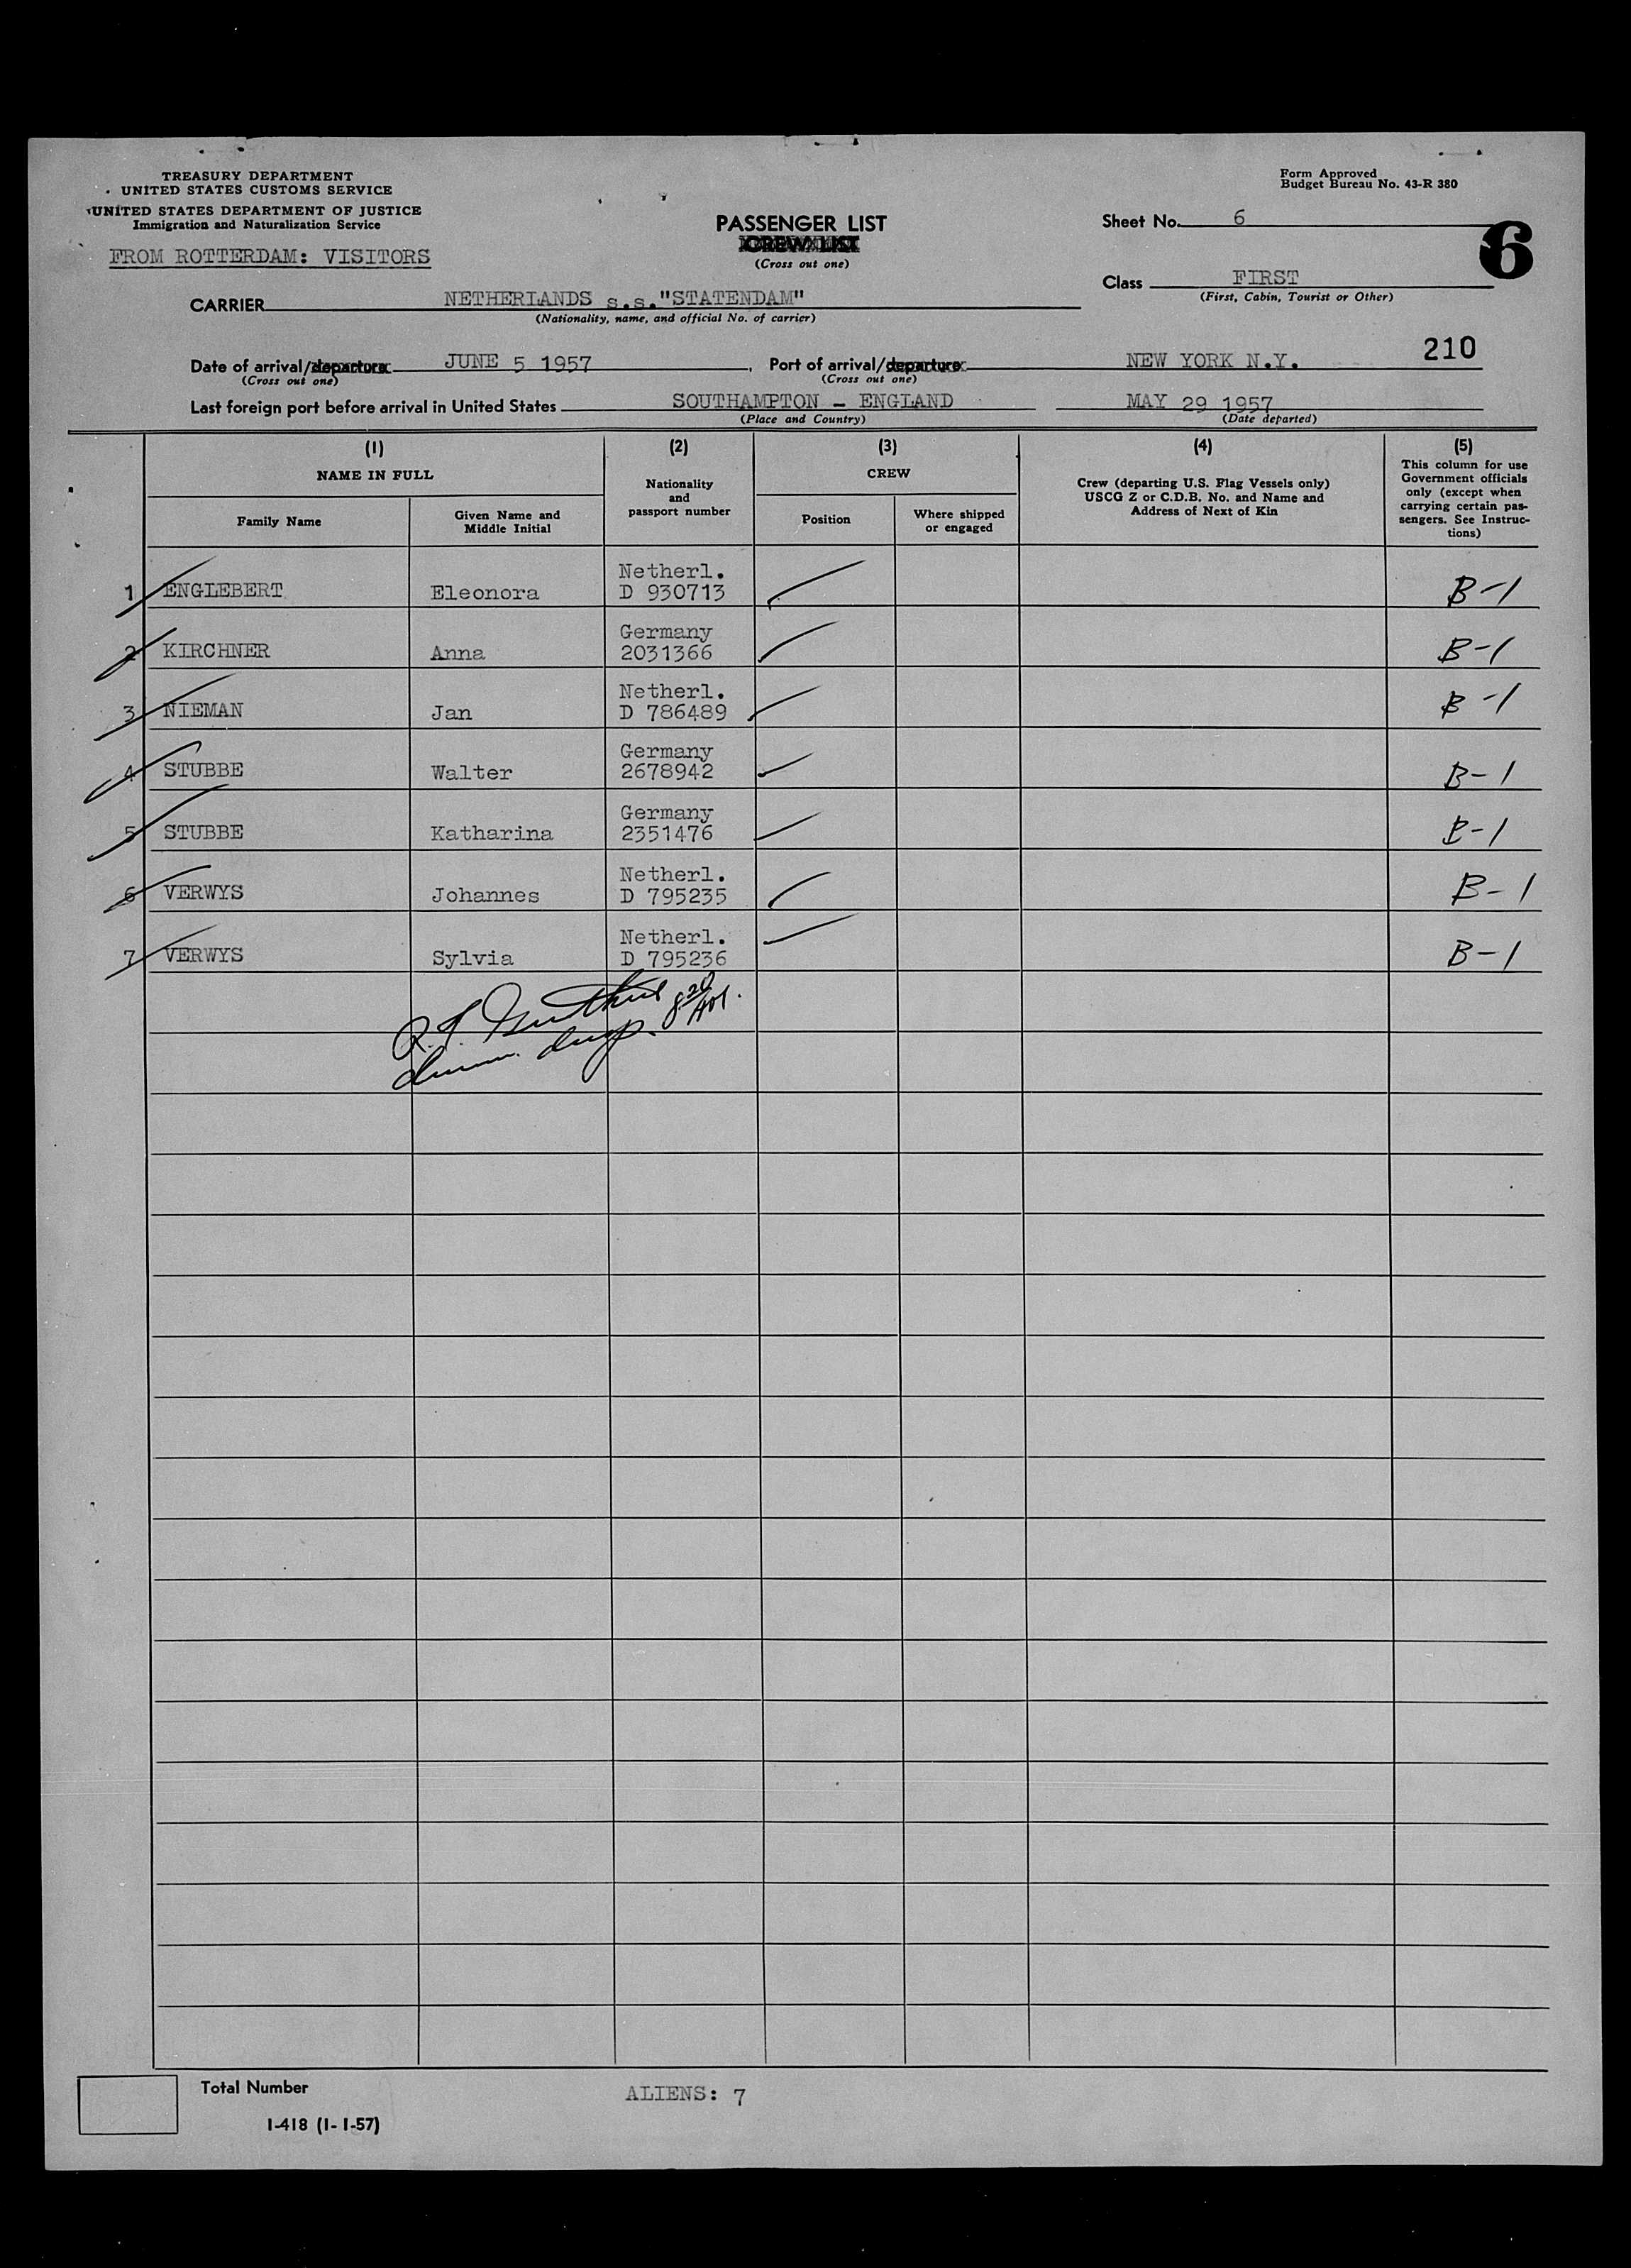 TREASURY DEPARTMENT
UNITED STATES CUSTOMS SERVICE
UNITED STATES DEPARTMENT OF JUSTICE
Immigration and Naturalization Service
FROM ROTTERDAM: VISITORS
PASSENGER LIST
CREW LIST
(Cross out one)
Form Approved
Budget Bureau No. 43-R 380
Sheet No. 6
6
Class FIRST
(First, Cabin, Tourist or Other)
CARRIER NETHERLANDS s.s."STATENDAM"
(Nationality, name, and official No. of carrier)
210
Date of arrival/departure JUNE 5 1957, Port of arrival/departure NEW YORK N.Y.
(Cross out one) (Cross out one)
Last foreign port before arrival in United States SOUTHAMPTON - ENGLAND MAY 29 1957
(Place and Country) (Date departed)
(1)
NAME IN FULL
Family Name
Given Name and
Middle Initial
(2)
Nationality
and
passport number
(3)
CREW
Position
Where shipped
or engaged
(4)
Crew (departing U.S. Flag Vessels only)
USCG Z or C.D.B. No. and Name and
Address of Next of Kin
(5)
This column for use
Government officials
only (except when
carrying certain pas-
sengers. See Instruc-
tions)
1 ENGLEBERT Eleonora Netherl. D 930713 B-1
2 KIRCHNER Anna Germany 2031366 B-1
3 NIEMAN Jan Netherl. D 786489 B-1
4 STUBBE Walter Germany 2678942 B-1
5 STUBBE Katharina Germany 2351476 B-1
6 VERWYS Johannes Netherl. D 795235 B-1
7 VERWYS Sylvia Netherl. D 795236 B-1
Total Number ALIENS: 7
I-418 (1-1-57)